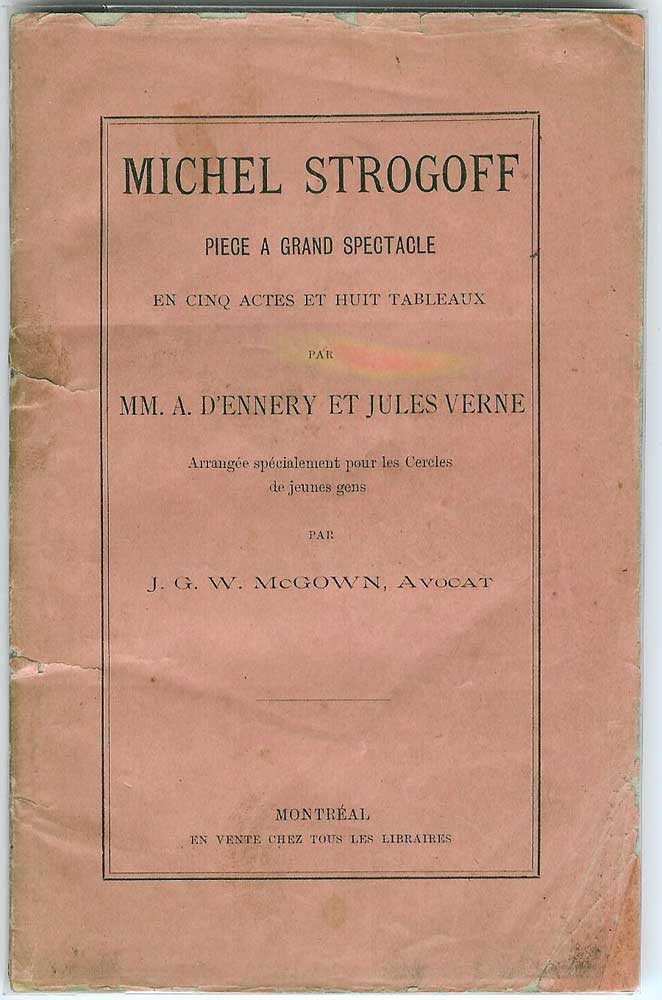 MICHEL STROGOFF
PIECE A GRAND SPECTACLE
EN CINQ ACTES ET HUIT TABLEAUX
PAR
MM. A. D'ENNERY ET JULES VERNE
Arrangée spécialement pour les Cercles
de jeunes gens
PAR
J. G. W. MCGOWN, AVOCAT
MONTRÉAL
EN VENTE CHEZ TOUS LES LIBRAIRES